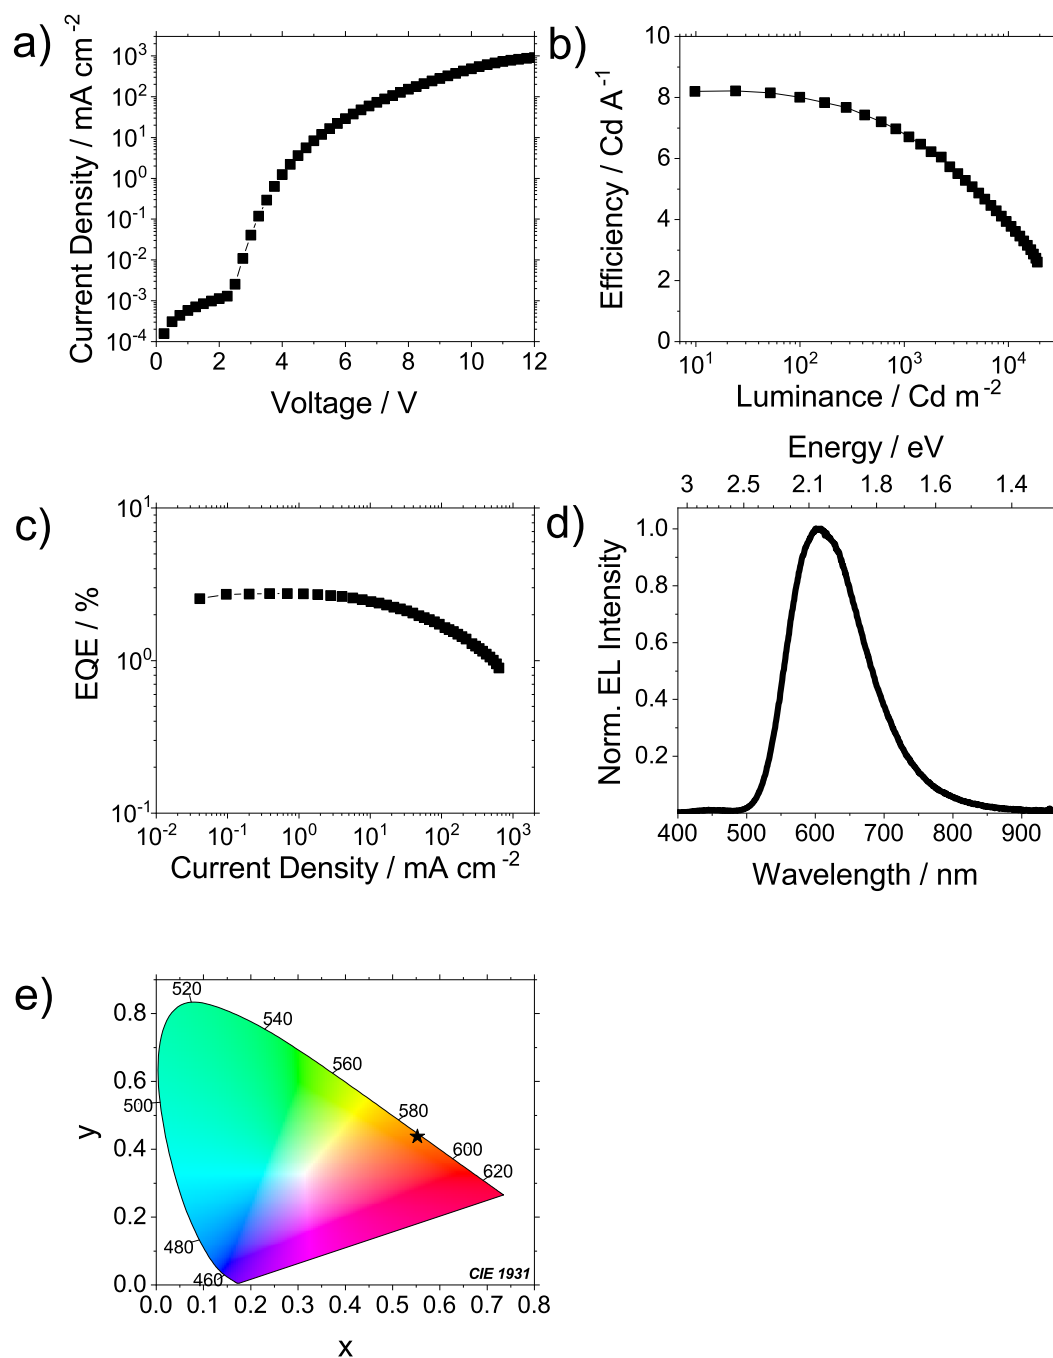 a)
Current Density / mA cm-2
10³
10²
10¹
10⁰
10-1
10-2
10-3
10-4
0 2 4 6 8 10 12
Voltage / V
b)
Efficiency / Cd A-1
10
8
6
4
2
0
10¹ 10² 10³ 10⁴
Luminance / Cd m-2
c)
EQE / %
10¹
10⁰
10-1
10-2 10-1 10⁰ 10¹ 10² 10³
Current Density / mA cm-2
Energy / eV
3 2.5 2.1 1.8 1.6 1.4
d)
Norm. EL Intensity
1.0
0.8
0.6
0.4
0.2
400 500 600 700 800 900
Wavelength / nm
e)
y
0.8
0.6
0.4
0.2
0.0
520
540
560
580
600
620
500
480
460
CIE 1931
0.0 0.1 0.2 0.3 0.4 0.5 0.6 0.7 0.8
x